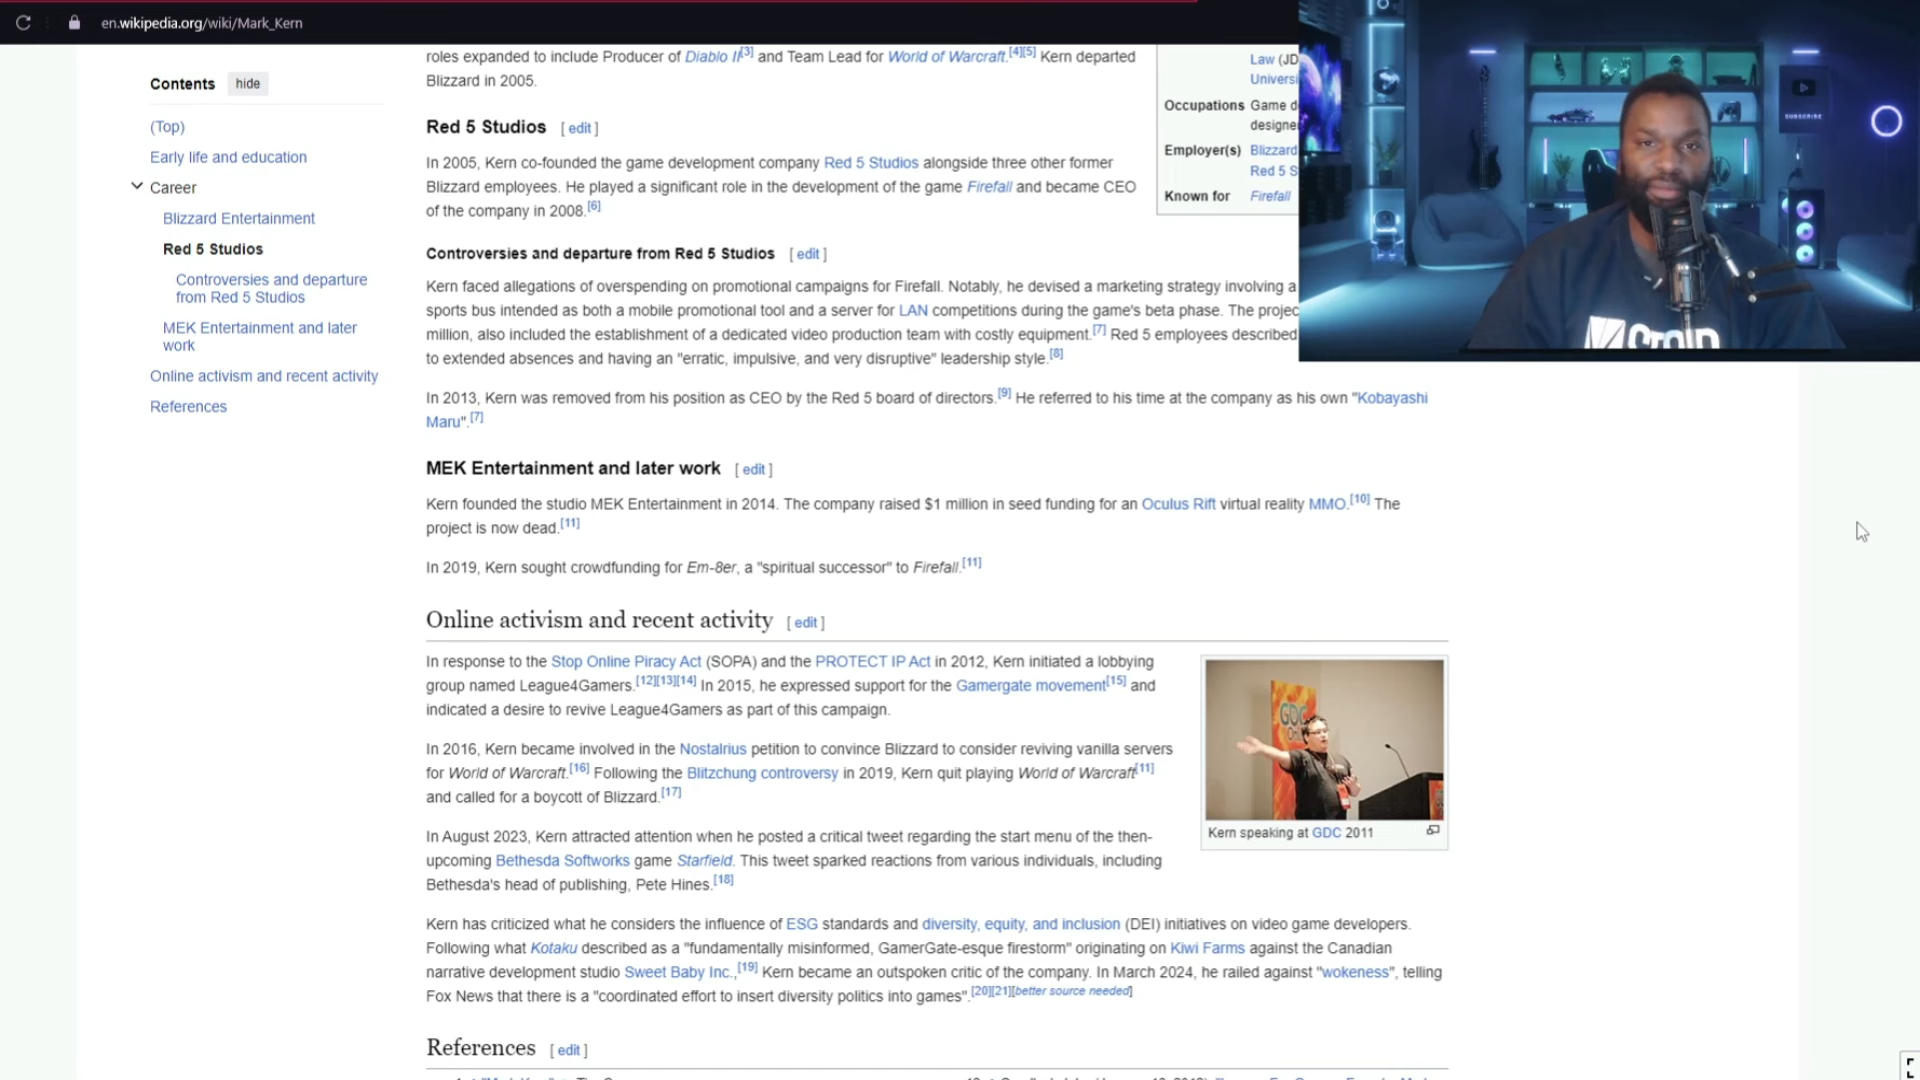 en.wikipedia.org/wiki/Mark_Kern
Contents hide
(Top)
Early life and education
Career
Blizzard Entertainment
Red 5 Studios
Controversies and departure
from Red 5 Studios
MEK Entertainment and later
work
Online activism and recent activity
References
roles expanded to include Producer of Diablo II[3] and Team Lead for World of Warcraft.[4][5] Kern departed
Blizzard in 2005.
Red 5 Studios [ edit ]
In 2005, Kern co-founded the game development company Red 5 Studios alongside three other former
Blizzard employees. He played a significant role in the development of the game Firefall and became CEO
of the company in 2008.[6]
Controversies and departure from Red 5 Studios [ edit ]
Kern faced allegations of overspending on promotional campaigns for Firefall. Notably, he devised a marketing strategy involving a
sports bus intended as both a mobile promotional tool and a server for LAN competitions during the game's beta phase. The projec
million, also included the establishment of a dedicated video production team with costly equipment.[7] Red 5 employees described
to extended absences and having an "erratic, impulsive, and very disruptive" leadership style.[8]
In 2013, Kern was removed from his position as CEO by the Red 5 board of directors.[9] He referred to his time at the company as his own "Kobayashi
Maru".[7]
MEK Entertainment and later work [ edit ]
Kern founded the studio MEK Entertainment in 2014. The company raised $1 million in seed funding for an Oculus Rift virtual reality MMO.[10] The
project is now dead.[11]
In 2019, Kern sought crowdfunding for Em-8er, a "spiritual successor" to Firefall.[11]
Online activism and recent activity [ edit ]
In response to the Stop Online Piracy Act (SOPA) and the PROTECT IP Act in 2012, Kern initiated a lobbying
group named League4Gamers.[12][13][14] In 2015, he expressed support for the Gamergate movement[15] and
indicated a desire to revive League4Gamers as part of this campaign.
In 2016, Kern became involved in the Nostalrius petition to convince Blizzard to consider reviving vanilla servers
for World of Warcraft.[16] Following the Blitzchung controversy in 2019, Kern quit playing World of Warcraft[11]
and called for a boycott of Blizzard.[17]
In August 2023, Kern attracted attention when he posted a critical tweet regarding the start menu of the then-
upcoming Bethesda Softworks game Starfield. This tweet sparked reactions from various individuals, including
Bethesda's head of publishing, Pete Hines.[18]
Kern has criticized what he considers the influence of ESG standards and diversity, equity, and inclusion (DEI) initiatives on video game developers.
Following what Kotaku described as a "fundamentally misinformed, GamerGate-esque firestorm" originating on Kiwi Farms against the Canadian
narrative development studio Sweet Baby Inc.,[19] Kern became an outspoken critic of the company. In March 2024, he railed against "wokeness", telling
Fox News that there is a "coordinated effort to insert diversity politics into games".[20][21][better source needed]
References [ edit ]
Law (JD
Universi
Occupations Game d
designe
Employer(s) Blizzard
Red 5 S
Known for Firefall
SUBSCRIBE
GDC
Kern speaking at GDC 2011